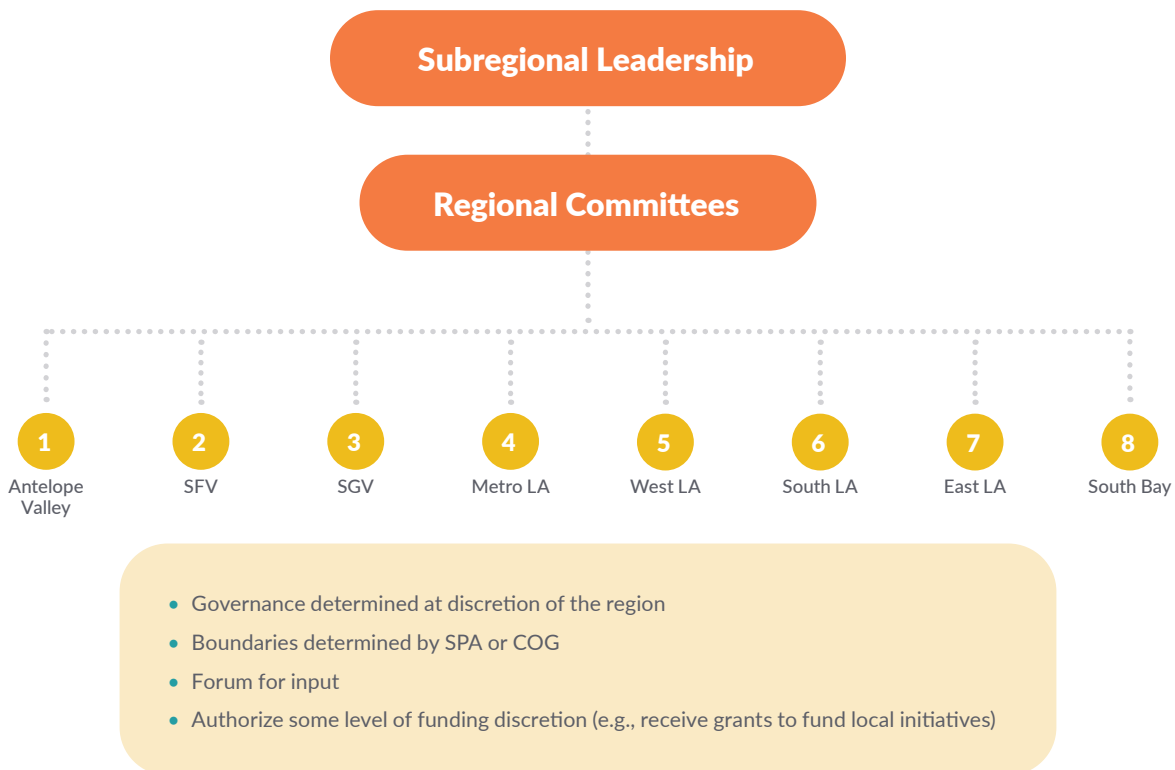 Subregional Leadership
Regional Committees
1
2
3
4
5
6
7
8
Antelope
Valley
SFV
SGV
Metro LA
West LA
South LA
East LA
South Bay
• Governance determined at discretion of the region
• Boundaries determined by SPA or COG
• Forum for input
• Authorize some level of funding discretion (e.g., receive grants to fund local initiatives)